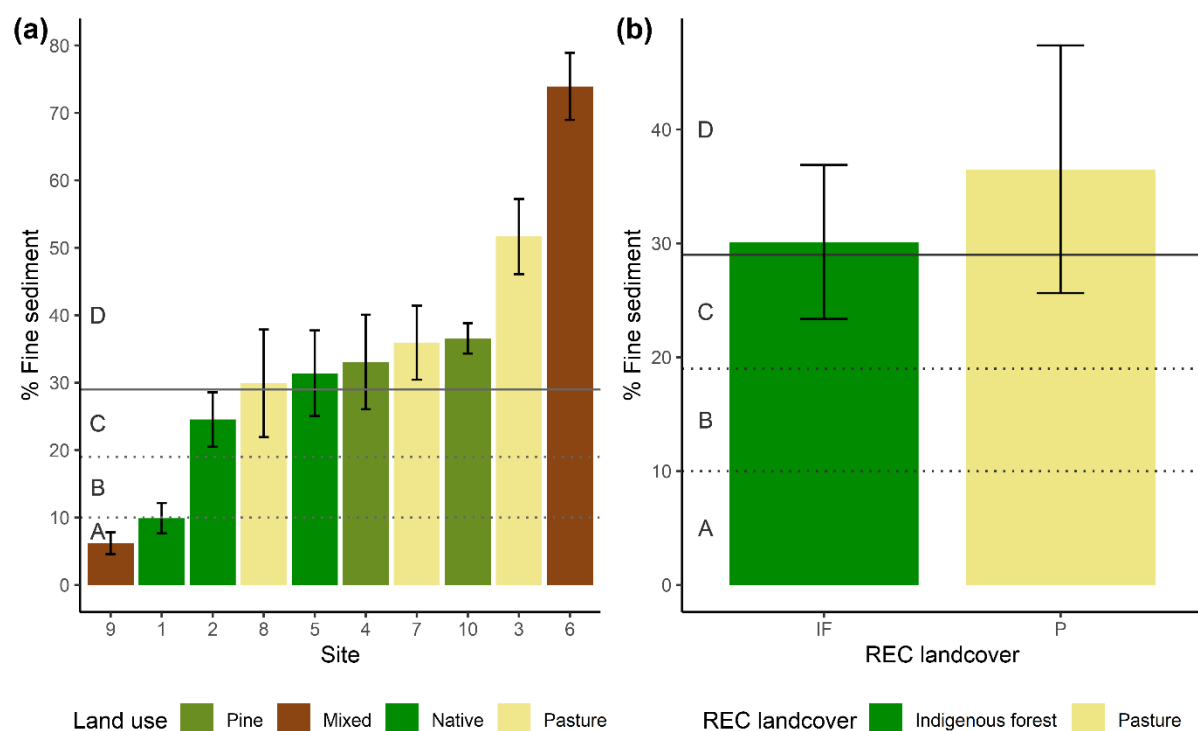 (a)
% Fine sediment
80
70
60
50
40
30
20
10
0
D
C
B
A
9 1 2 8 5 4 7 10 3 6
Site
Land use Pine Mixed Native Pasture
(b)
% Fine sediment
40
30
20
10
0
D
C
B
A
IF P
REC landcover
REC landcover Indigenous forest Pasture